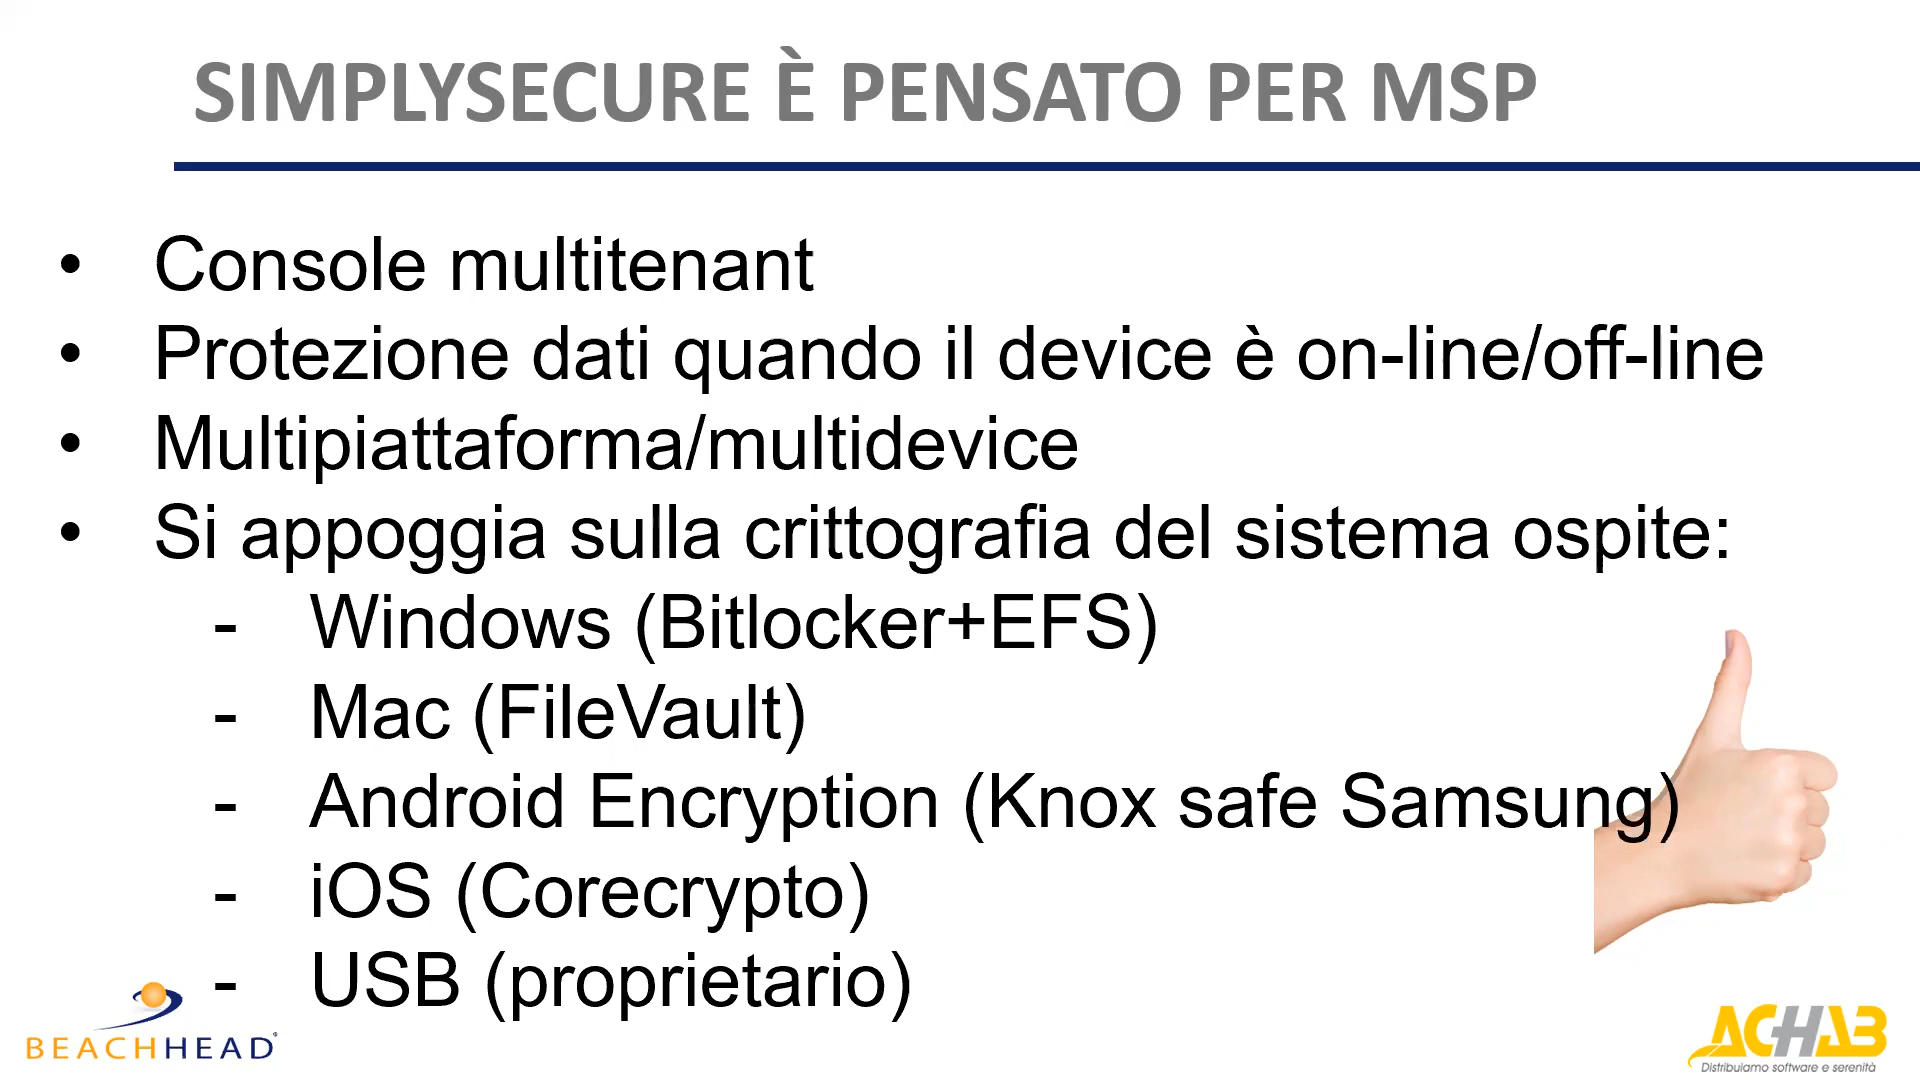 SIMPLYSECURE È PENSATO PER MSP
• Console multitenant
• Protezione dati quando il device è on-line/off-line
• Multipiattaforma/multidevice
• Si appoggia sulla crittografia del sistema ospite:
- Windows (Bitlocker+EFS)
- Mac (FileVault)
- Android Encryption (Knox safe Samsung)
- iOS (Corecrypto)
- USB (proprietario)
BEACHHEAD®
ACHAB
Distribuiamo software e serenità